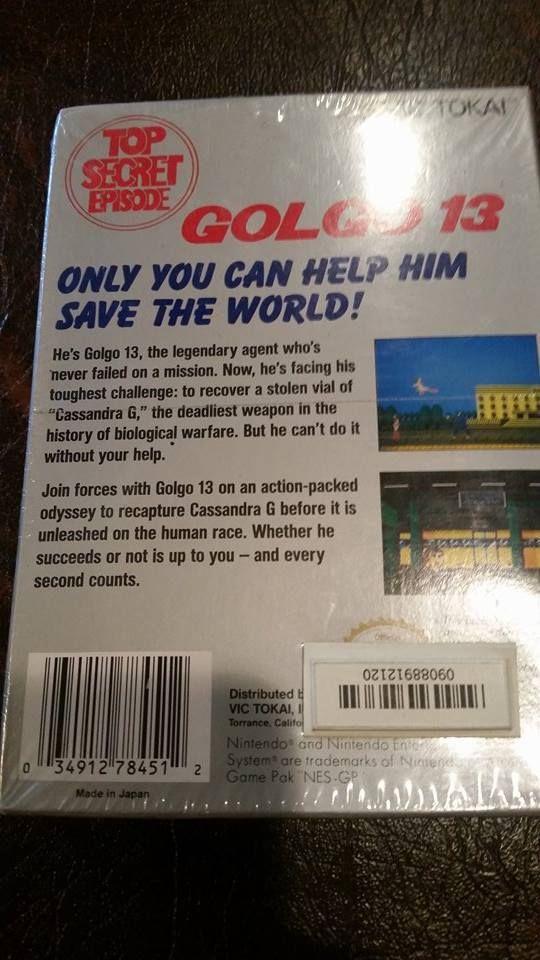 TOKAI
TOP
SECRET
EPISODE
GOLGO 13
ONLY YOU CAN HELP HIM
SAVE THE WORLD!
He's Golgo 13, the legendary agent who's
never failed on a mission. Now, he's facing his
toughest challenge: to recover a stolen vial of
"Cassandra G," the deadliest weapon in the
history of biological warfare. But he can't do it
without your help.
Join forces with Golgo 13 on an action-packed
odyssey to recapture Cassandra G before it is
unleashed on the human race. Whether he
succeeds or not is up to you – and every
second counts.
09088912120
Distributed b
VIC TOKAI, I
Torrance, Califo
Nintendo® and Nintendo Ente
System® are trademarks of Nintend
Game Pak NES-GP
0 34912 78451 2
Made in Japan